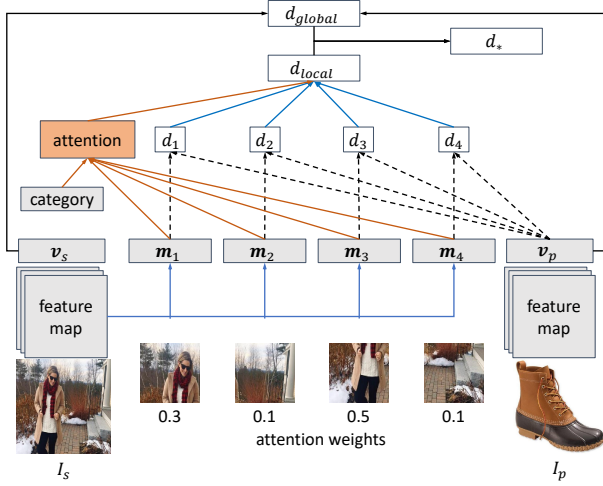 d_global
d_*
d_local
attention
d_1 d_2 d_3 d_4
category
v_s m_1 m_2 m_3 m_4 v_p
feature map
feature map
0.3 0.1 0.5 0.1
attention weights
I_s I_p